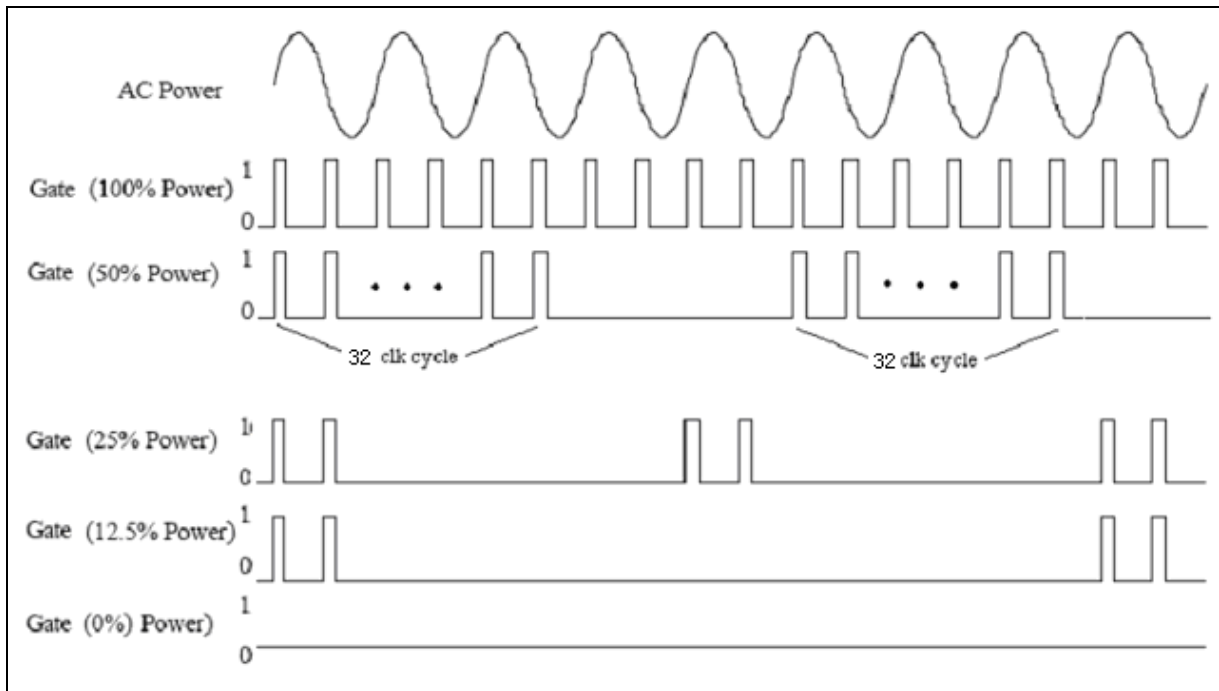 AC Power
1
Gate (100% Power)
0
1
Gate (50% Power)
0
32 clk cycle
32 clk cycle
1
Gate (25% Power)
0
1
Gate (12.5% Power)
0
1
Gate (0%) Power)
0